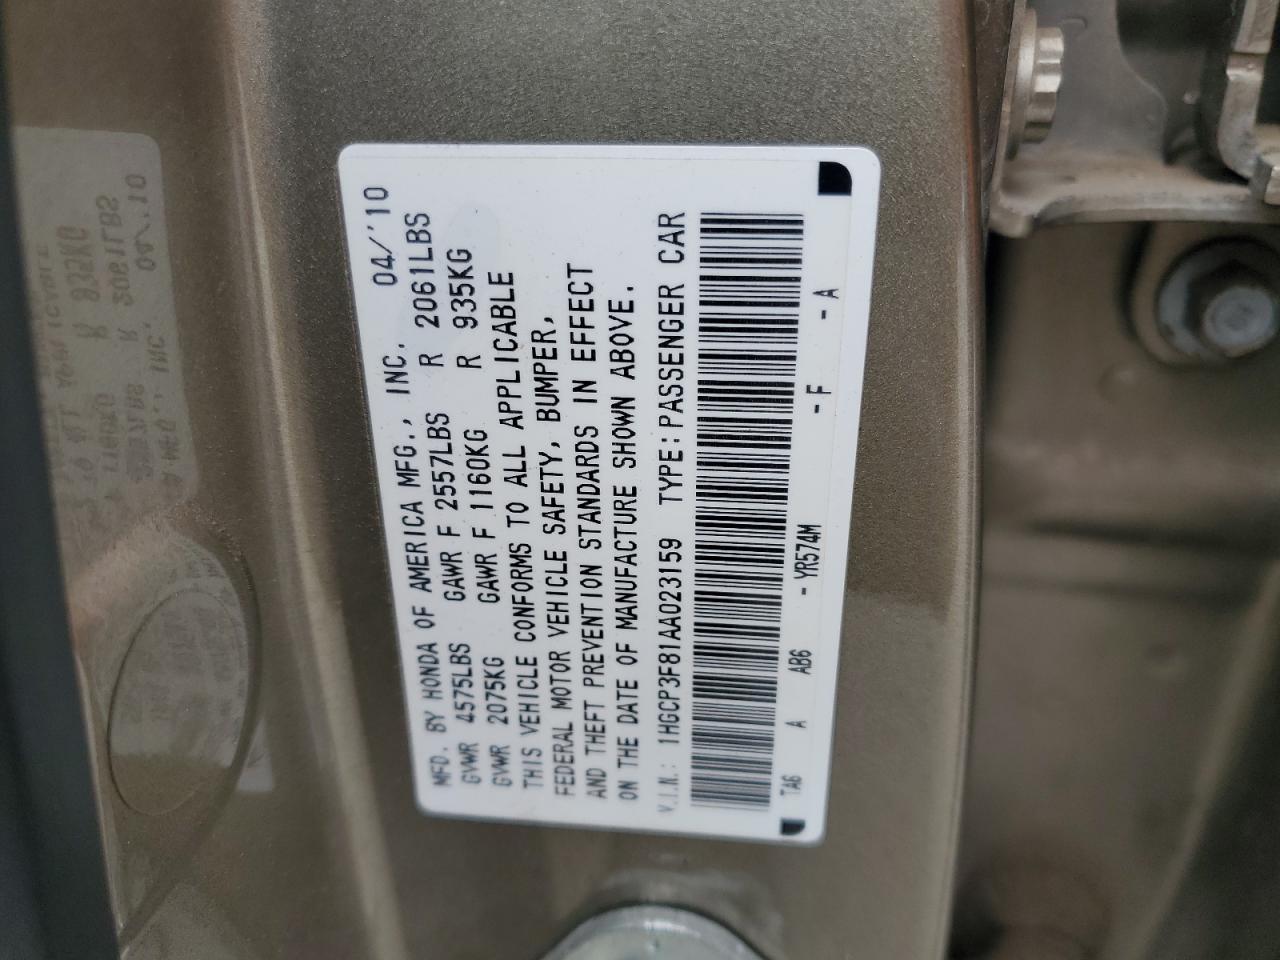 MFD. BY HONDA OF AMERICA MFG., INC. 04/'10
GVWR 4575LBS GAWR F 2557LBS R 2061LBS
GVWR 2075KG GAWR F 1160KG R 935KG
THIS VEHICLE CONFORMS TO ALL APPLICABLE
FEDERAL MOTOR VEHICLE SAFETY, BUMPER,
AND THEFT PREVENTION STANDARDS IN EFFECT
ON THE DATE OF MANUFACTURE SHOWN ABOVE.
V.I.N.: 1HGCP3F81AA023159 TYPE:PASSENGER CAR
TA6 A AB6 -YR574M -F -A